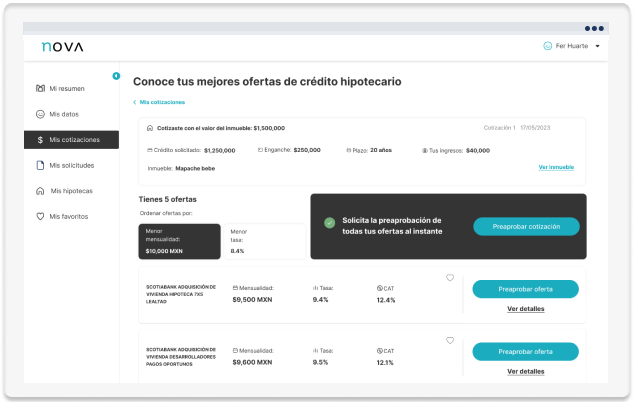 nova
Fer Huarte
Mi resumen
Mis datos
Mis cotizaciones
Mis solicitudes
Mis hipotecas
Mis favoritos
Conoce tus mejores ofertas de crédito hipotecario
< Mis cotizaciones
Cotizaste con el valor del inmueble: $1,500,000
Cotización 1 17/05/2023
Crédito solicitado: $1,250,000
Enganche: $250,000
Plazo: 20 años
Tus ingresos: $40,000
Inmueble: Mapache bebe
Ver inmueble
Tienes 5 ofertas
Ordenar ofertas por:
Menor
mensualidad:
$10,000 MXN
Menor
tasa:
8.4%
Solicita la preaprobación de
todas tus ofertas al instante
Preaprobar cotización
SCOTIABANK ADQUISICIÓN DE
VIVIENDA HIPOTECA 7X5
LEALTAD
Mensualidad:
$9,500 MXN
Tasa:
9.4%
CAT
12.4%
Preaprobar oferta
Ver detalles
SCOTIABANK ADQUISICIÓN DE
VIVIENDA DESARROLLADORES
PAGOS OPORTUNOS
Mensualidad:
$9,600 MXN
Tasa:
9.5%
CAT
12.1%
Preaprobar oferta
Ver detalles